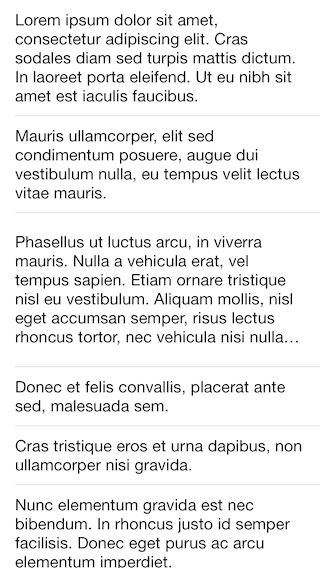 Lorem ipsum dolor sit amet,
consectetur adipiscing elit. Cras
sodales diam sed turpis mattis dictum.
In laoreet porta eleifend. Ut eu nibh sit
amet est iaculis faucibus.
Mauris ullamcorper, elit sed
condimentum posuere, augue dui
vestibulum nulla, eu tempus velit lectus
vitae mauris.
Phasellus ut luctus arcu, in viverra
mauris. Nulla a vehicula erat, vel
tempus sapien. Etiam ornare tristique
nisl eu vestibulum. Aliquam mollis, nisl
eget accumsan semper, risus lectus
rhoncus tortor, nec vehicula nisi nulla…
Donec et felis convallis, placerat ante
sed, malesuada sem.
Cras tristique eros et urna dapibus, non
ullamcorper nisi gravida.
Nunc elementum gravida est nec
bibendum. In rhoncus justo id semper
facilisis. Donec eget purus ac arcu
elementum imperdiet.